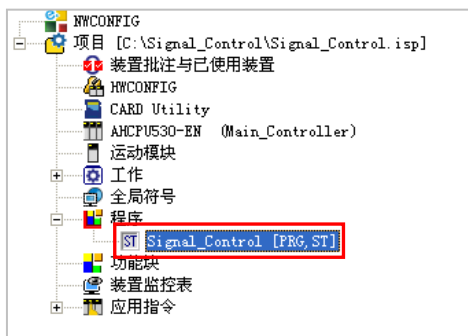 NWCONFIG
项目 [C:\Signal_Control\Signal_Control.isp]
装置批注与已使用装置
HWCONFIG
CARD Utility
AHCPU530-EN (Main_Controller)
运动模块
工作
全局符号
程序
ST Signal_Control [PRG,ST]
功能块
装置监控表
应用指令